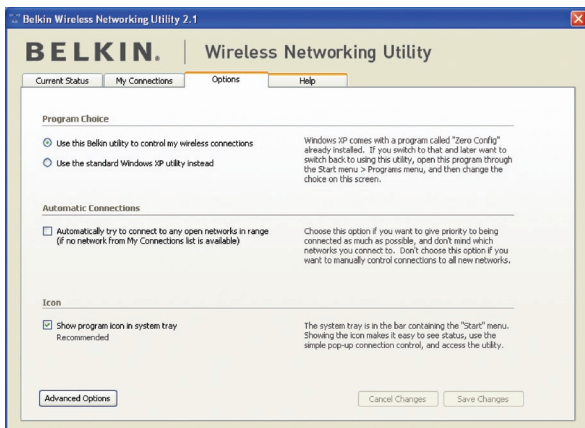 Belkin Wireless Networking Utility 2.1
BELKIN. Wireless Networking Utility
Current Status My Connections Options Help
Program Choice
Use this Belkin utility to control my wireless connections
Use the standard Windows XP utility instead
Windows XP comes with a program called "Zero Config"
already installed. If you switch to that and later want to
switch back to using this utility, open this program through
the Start menu > Programs menu, and then change the
choice on this screen.
Automatic Connections
Automatically try to connect to any open networks in range
(if no network from My Connections list is available)
Choose this option if you want to give priority to being
connected as much as possible, and don't mind which
networks you connect to. Don't choose this option if you
want to manually control connections to all new networks.
Icon
Show program icon in system tray
Recommended
The system tray is in the bar containing the "Start" menu.
Showing the icon makes it easy to see status, use the
simple pop-up connection control, and access the utility.
Advanced Options Cancel Changes Save Changes